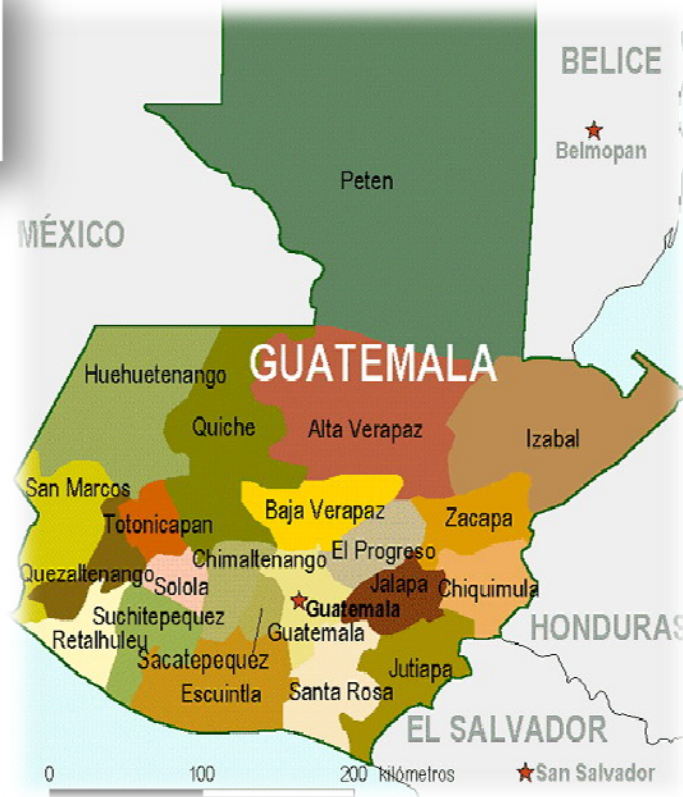 BELICE
Belmopan
Peten
MÉXICO
GUATEMALA
Huehuetenango
Quiche
Alta Verapaz
Izabal
San Marcos
Totonicapan
Baja Verapaz
Zacapa
Chimaltenango
El Progreso
Quezaltenango
Solola
Jalapa
Chiquimula
Suchitepequez
Guatemala
Retalhuleu
Guatemala
HONDURAS
Sacatepequez
Jutiapa
Escuintla
Santa Rosa
EL SALVADOR
0 100 200 kilómetros
San Salvador